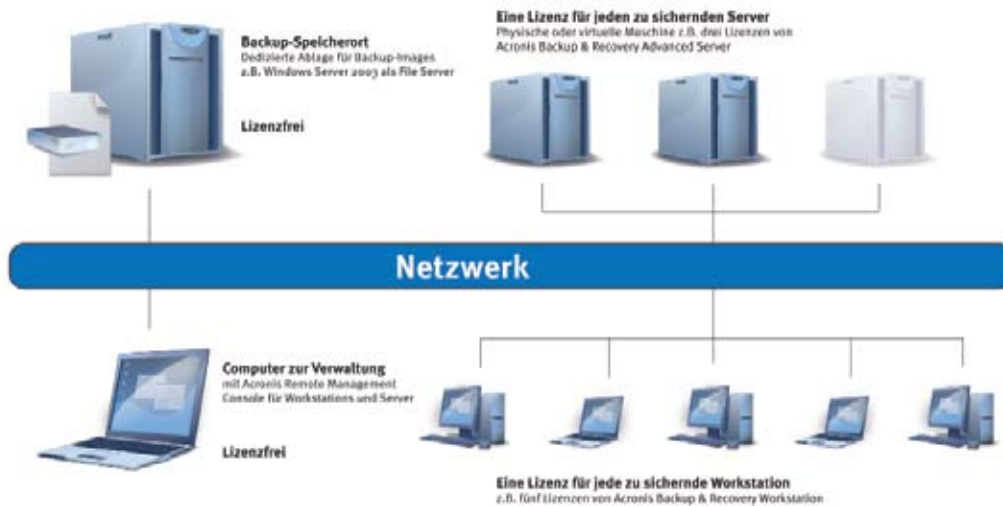 Backup-Speicherort
Dedizierte Ablage für Backup-Images
z.B. Windows Server 2003 als File Server
Lizenzfrei
Eine Lizenz für jeden zu sichernden Server
Physische oder virtuelle Maschine z.B. drei Lizenzen von
Acronis Backup & Recovery Advanced Server
Netzwerk
Computer zur Verwaltung
mit Acronis Remote Management
Console für Workstations und Server
Lizenzfrei
Eine Lizenz für jede zu sichernde Workstation
z.B. fünf Lizenzen von Acronis Backup & Recovery Workstation